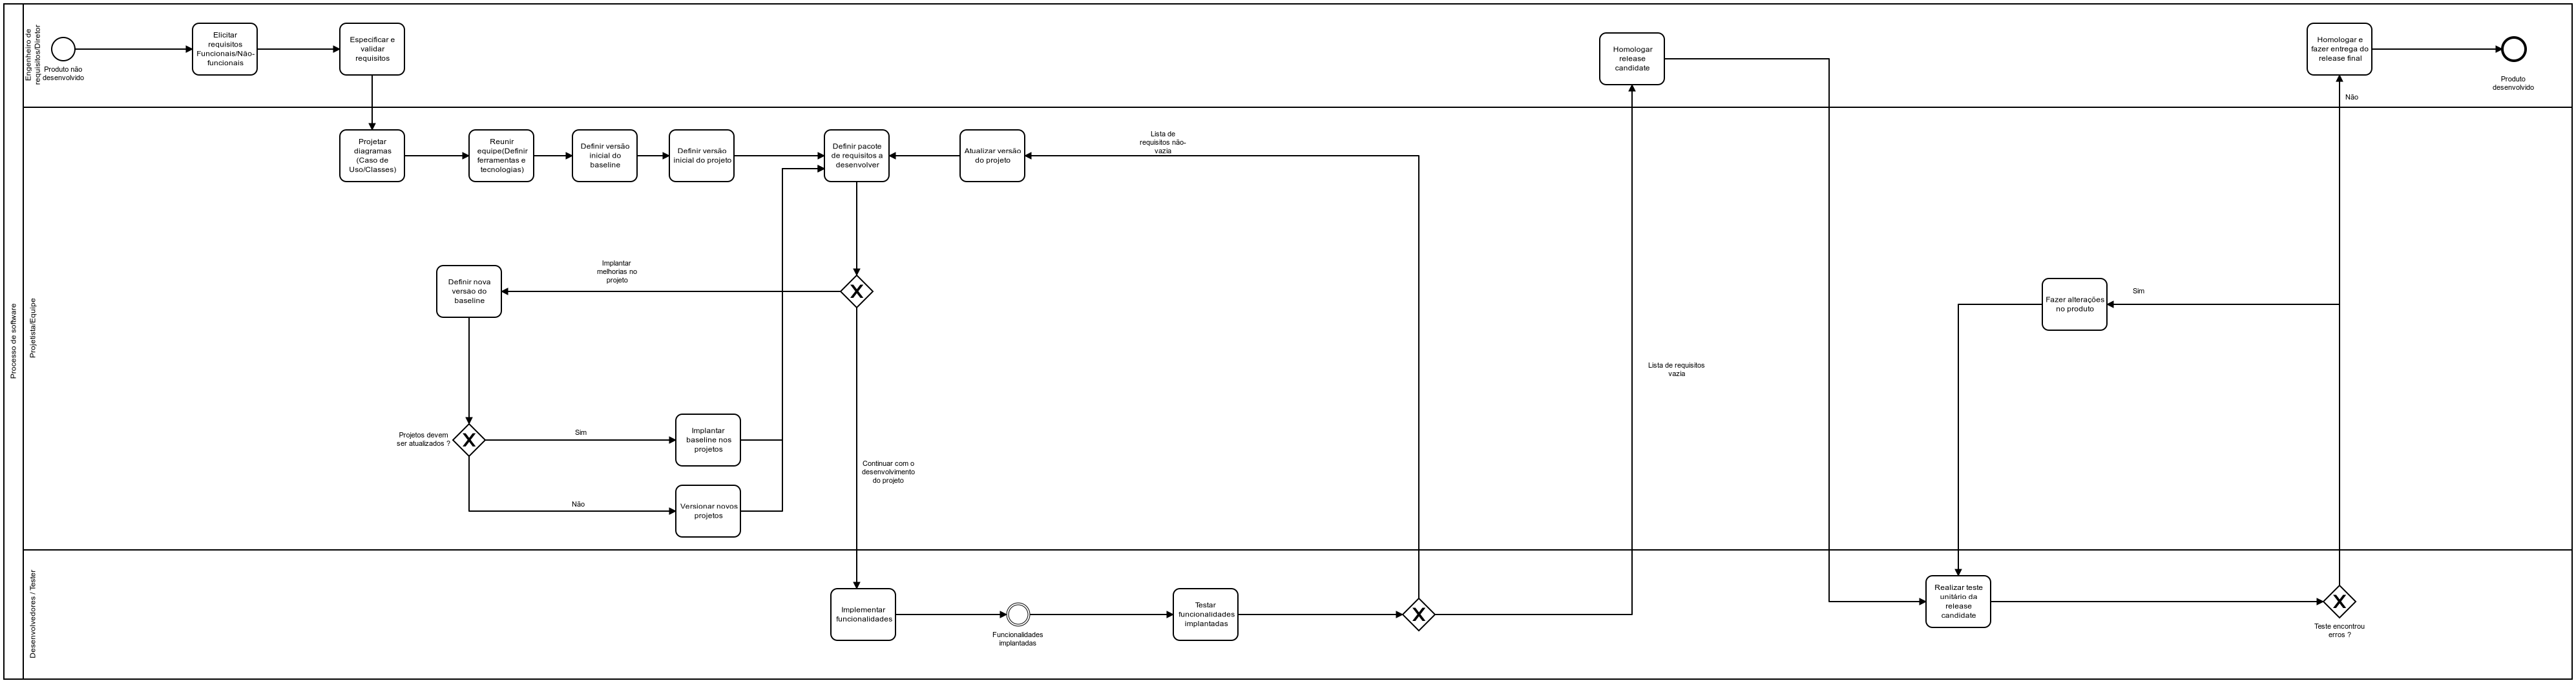 Processo de software
Engenheiro de
requisitos/Diretor
Produto não
desenvolvido
Elicitar
requisitos
Funcionais/Não-
funcionais
Especificar e
validar
requisitos
Homologar
release
candidate
Homologar e
fazer entrega do
release final
Produto
desenvolvido
Não
Projetista/Equipe
Projetar
diagramas
(Caso de
Uso/Classes)
Reunir
equipe(Definir
ferramentas e
tecnologias)
Definir versão
inicial do
baseline
Definir versão
inicial do projeto
Definir pacote
de requisitos a
desenvolver
Atualizar versão
do projeto
Lista de
requisitos não-
vazia
Implantar
melhorias no
projeto
Definir nova
versão do
baseline
Fazer alterações
no produto
Sim
Lista de requisitos
vazia
Projetos devem
ser atualizados ?
Sim
Implantar
baseline nos
projetos
Continuar com o
desenvolvimento
do projeto
Não
Versionar novos
projetos
Desenvolvedores / Tester
Implementar
funcionalidades
Funcionalidades
implantadas
Testar
funcionalidades
implantadas
Realizar teste
unitário da
release
candidate
Teste encontrou
erros ?